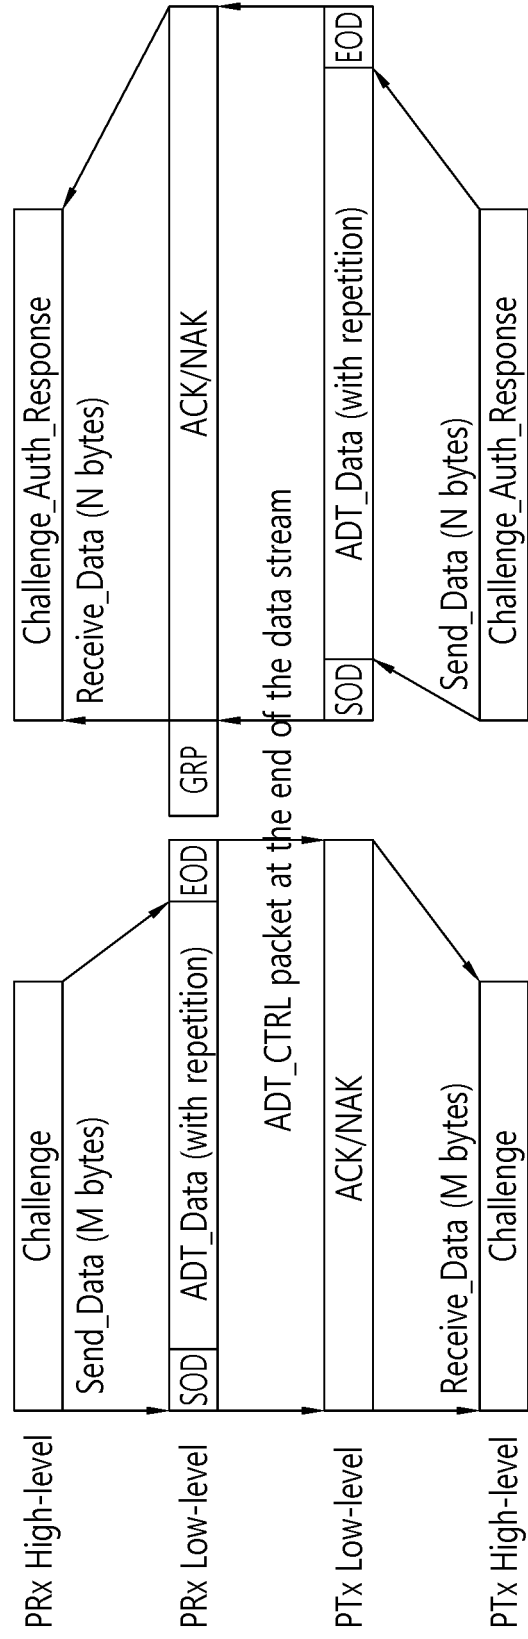 PRx High-level
Challenge
Challenge_Auth_Response
Send_Data (M bytes)
Receive_Data (N bytes)
PRx Low-level
SOD
ADT_Data (with repetition)
EOD
GRP
ACK/NAK
ADT_CTRL packet at the end of the data stream
PTx Low-level
ACK/NAK
SOD
ADT_Data (with repetition)
EOD
Receive_Data (M bytes)
Send_Data (N bytes)
PTx High-level
Challenge
Challenge_Auth_Response